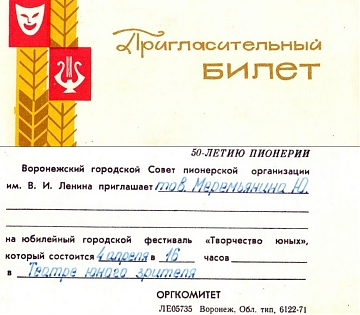 Пригласительный
БИЛЕТ
50-ЛЕТИЮ ПИОНЕРИИ
Воронежский городской Совет пионерской организации
им. В. И. Ленина приглашает тов. Меремьянина Ю.
на юбилейный городской фестиваль «Творчество юных»,
который состоится 4 апреля в 16 часов
в Театре юного зрителя
ОРГКОМИТЕТ
ЛЕ05735 Воронеж, Обл. тип, 6122-71